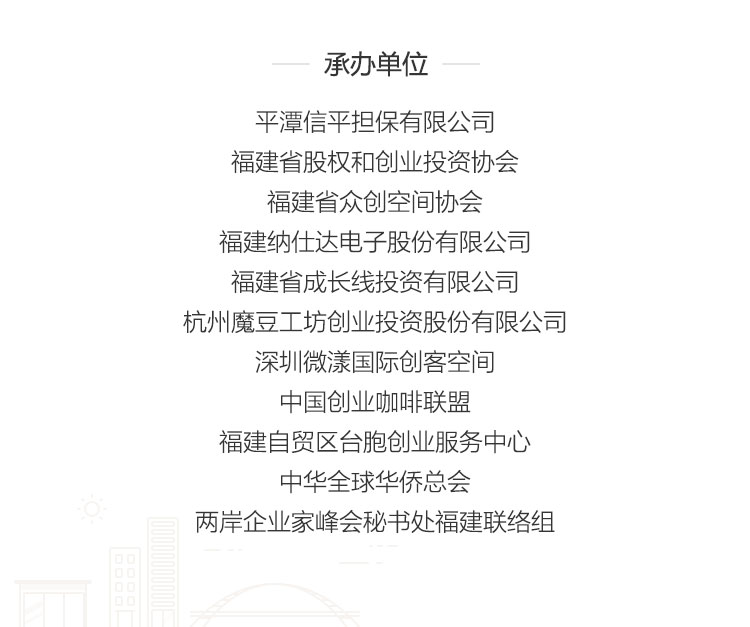 承办单位
平潭信平担保有限公司
福建省股权和创业投资协会
福建省众创空间协会
福建纳仕达电子股份有限公司
福建省成长线投资有限公司
杭州魔豆工坊创业投资股份有限公司
深圳微漾国际创客空间
中国创业咖啡联盟
福建自贸区台胞创业服务中心
中华全球华侨总会
两岸企业家峰会秘书处福建联络组